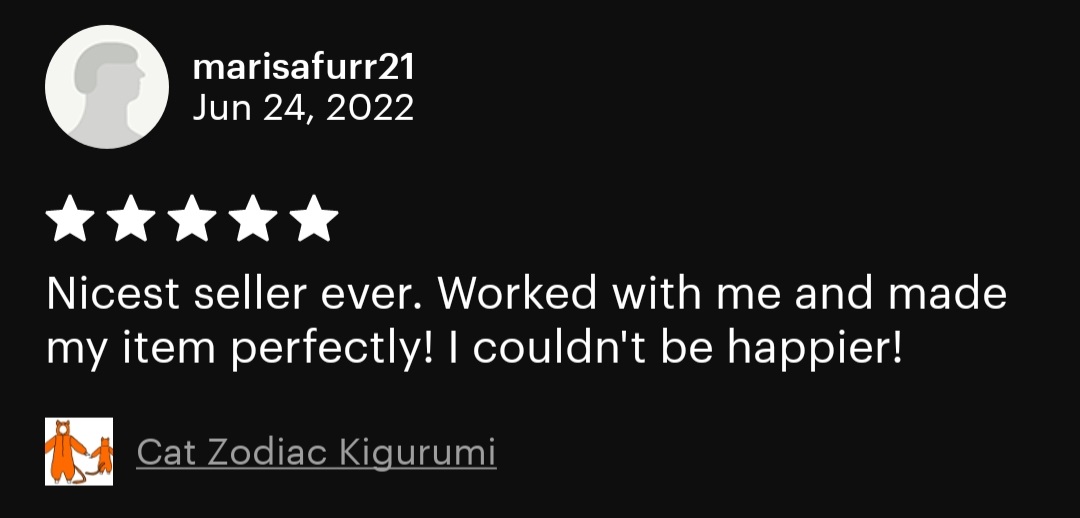 marisafurr21
Jun 24, 2022
Nicest seller ever. Worked with me and made
my item perfectly! I couldn't be happier!
Cat Zodiac Kigurumi